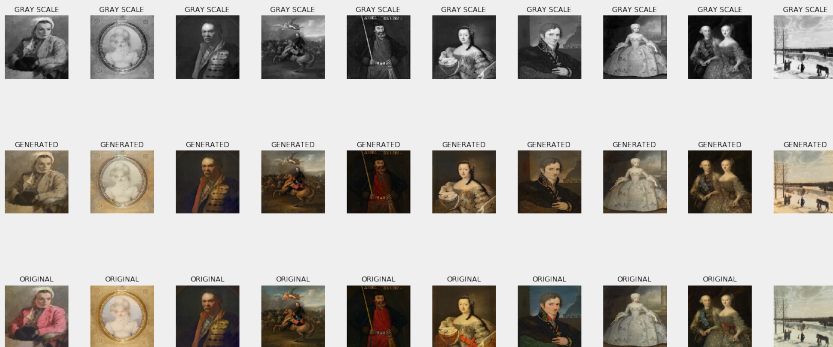 GRAY SCALE GRAY SCALE GRAY SCALE GRAY SCALE GRAY SCALE GRAY SCALE GRAY SCALE GRAY SCALE GRAY SCALE GRAY SCALE
GENERATED GENERATED GENERATED GENERATED GENERATED GENERATED GENERATED GENERATED GENERATED GENERATED
ORIGINAL ORIGINAL ORIGINAL ORIGINAL ORIGINAL ORIGINAL ORIGINAL ORIGINAL ORIGINAL